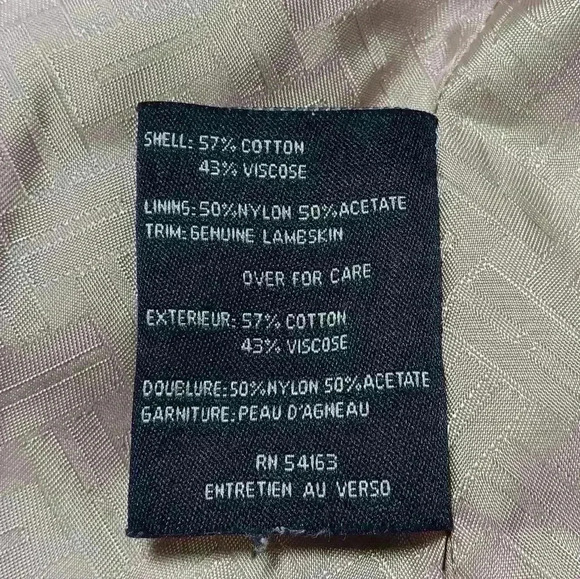 SHELL: 57% COTTON
43% VISCOSE
LINING: 50% NYLON 50% ACETATE
TRIM: GENUINE LAMBSKIN
OVER FOR CARE
EXTERIEUR: 57% COTTON
43% VISCOSE
DOUBLURE: 50% NYLON 50% ACETATE
GARNITURE: PEAU D'AGNEAU
RN 54163
ENTRETIEN AU VERSO